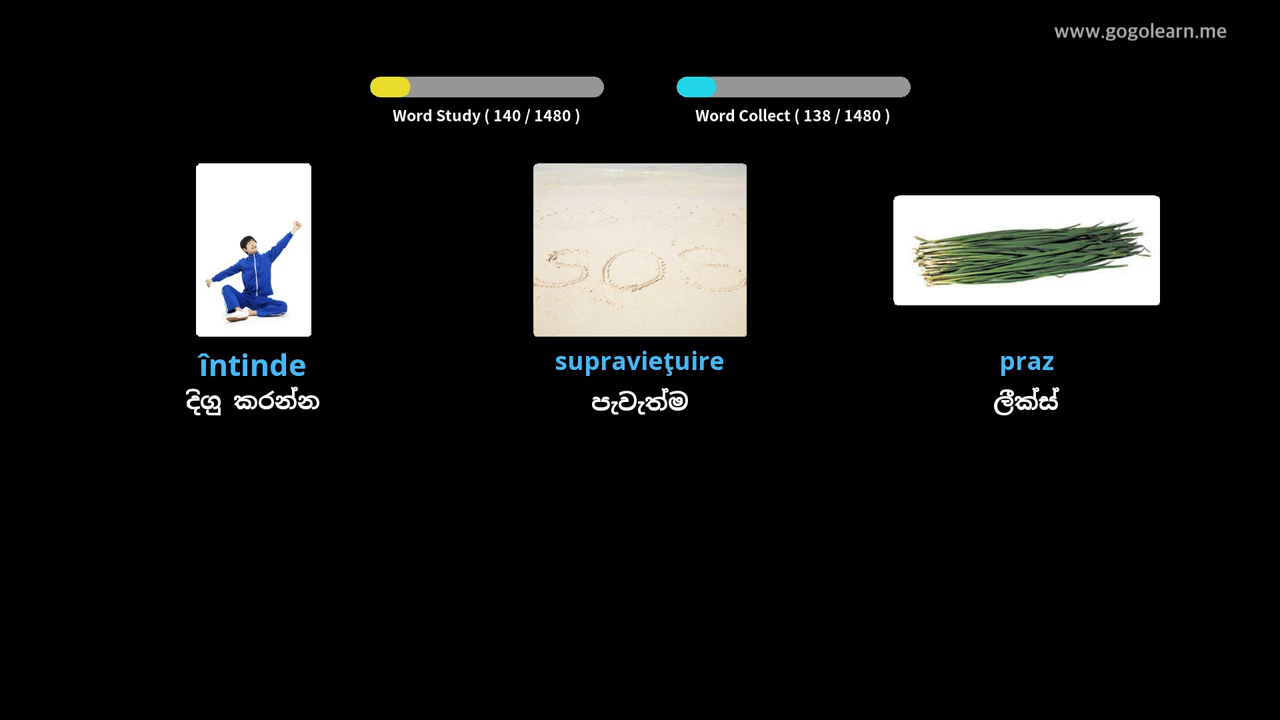 www.gogolearn.me
Word Study ( 140 / 1480 )
Word Collect ( 138 / 1480 )
SOS
întinde
supravieţuire
praz
දිගු කරන්න
පැවැත්ම
ලීක්ස්